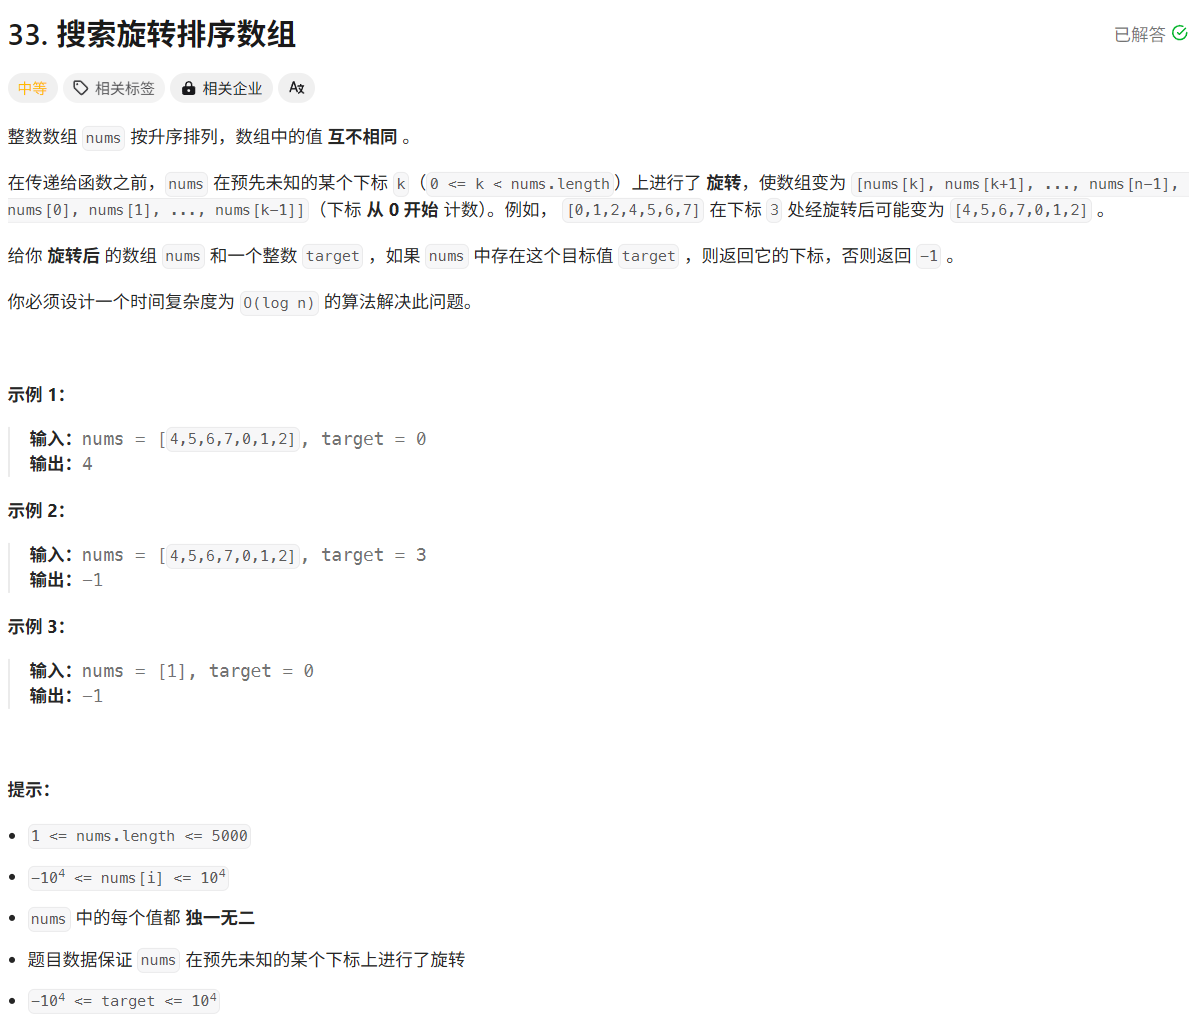 33. 搜索旋转排序数组
已解答
中等 相关标签 相关企业
整数数组 nums 按升序排列，数组中的值 互不相同 。
在传递给函数之前，nums 在预先未知的某个下标 k（0 <= k < nums.length）上进行了 旋转，使数组变为 [nums[k], nums[k+1], ..., nums[n-1],
nums[0], nums[1], ..., nums[k-1]]（下标 从 0 开始 计数）。例如， [0,1,2,4,5,6,7] 在下标 3 处经旋转后可能变为 [4,5,6,7,0,1,2] 。
给你 旋转后 的数组 nums 和一个整数 target ，如果 nums 中存在这个目标值 target ，则返回它的下标，否则返回 -1 。
你必须设计一个时间复杂度为 O(log n) 的算法解决此问题。
示例 1：
输入：nums = [4,5,6,7,0,1,2], target = 0
输出：4
示例 2：
输入：nums = [4,5,6,7,0,1,2], target = 3
输出：-1
示例 3：
输入：nums = [1], target = 0
输出：-1
提示：
1 <= nums.length <= 5000
-10⁴ <= nums[i] <= 10⁴
nums 中的每个值都 独一无二
题目数据保证 nums 在预先未知的某个下标上进行了旋转
-10⁴ <= target <= 10⁴